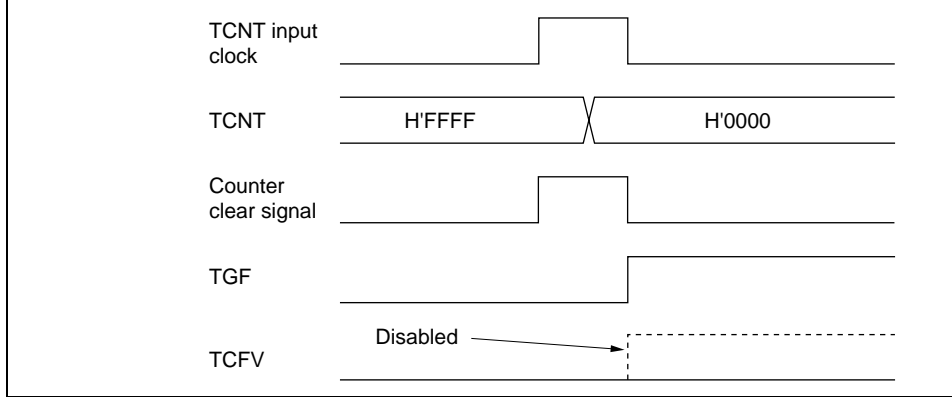 TCNT input
clock
TCNT
H'FFFF
H'0000
Counter
clear signal
TGF
Disabled
TCFV